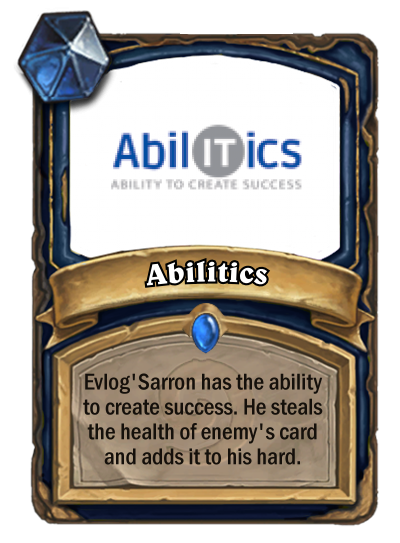 AbilITics
ABILITY TO CREATE SUCCESS
Abilitics
Evlog'Sarron has the ability
to create success. He steals
the health of enemy's card
and adds it to his hard.